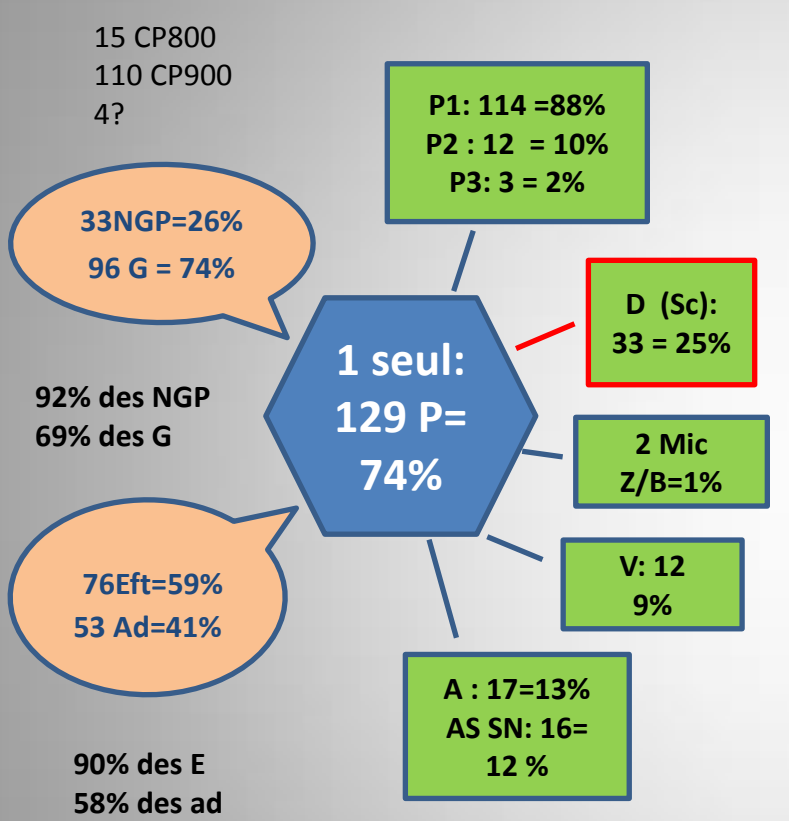 15 CP800
110 CP900
4?
P1: 114 =88%
P2 : 12 = 10%
P3: 3 = 2%
33NGP=26%
96 G = 74%
D (Sc):
33 = 25%
1 seul:
129 P=
74%
92% des NGP
69% des G
2 Mic
Z/B=1%
V: 12
9%
76Eft=59%
53 Ad=41%
A : 17=13%
AS SN: 16=
12 %
90% des E
58% des ad